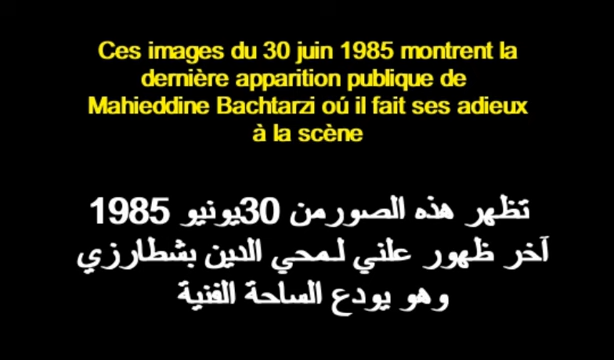 Ces images du 30 juin 1985 montrent la
dernière apparition publique de
Mahieddine Bachtarzi oú il fait ses adieux
à la scène
تظهر هذه الصورمن 30يونيو 1985
آخر ظهور علني لمحي الدين بشطارزي
وهو يودع الساحة الفنية